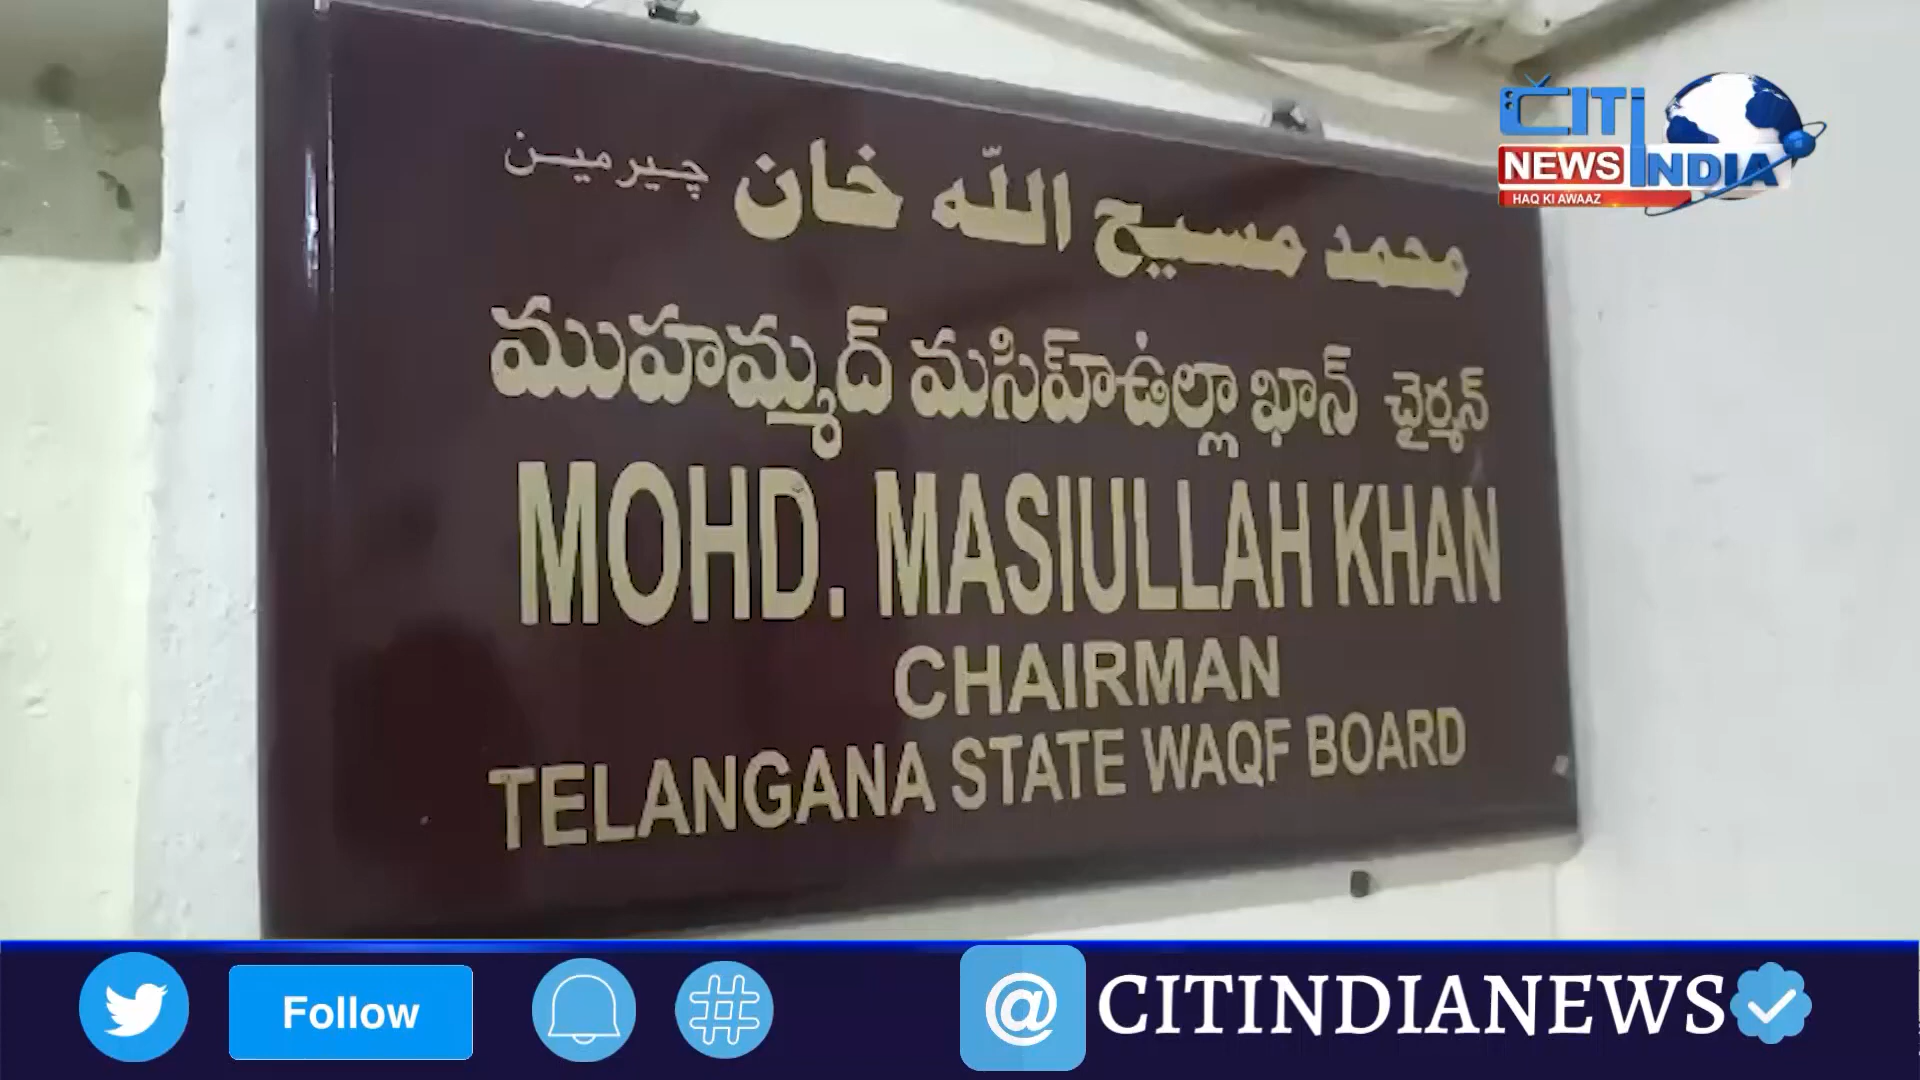 محمد مسیح اللّٰہ خان چیرمین
ముహమ్మద్ మసిహ్ఉల్లా ఖాన్ ఛైర్మన్
MOHD. MASIULLAH KHAN
CHAIRMAN
TELANGANA STATE WAQF BOARD
CITI
NEWS INDIA
HAQ KI AWAAZ
Follow
@ CITINDIANEWS